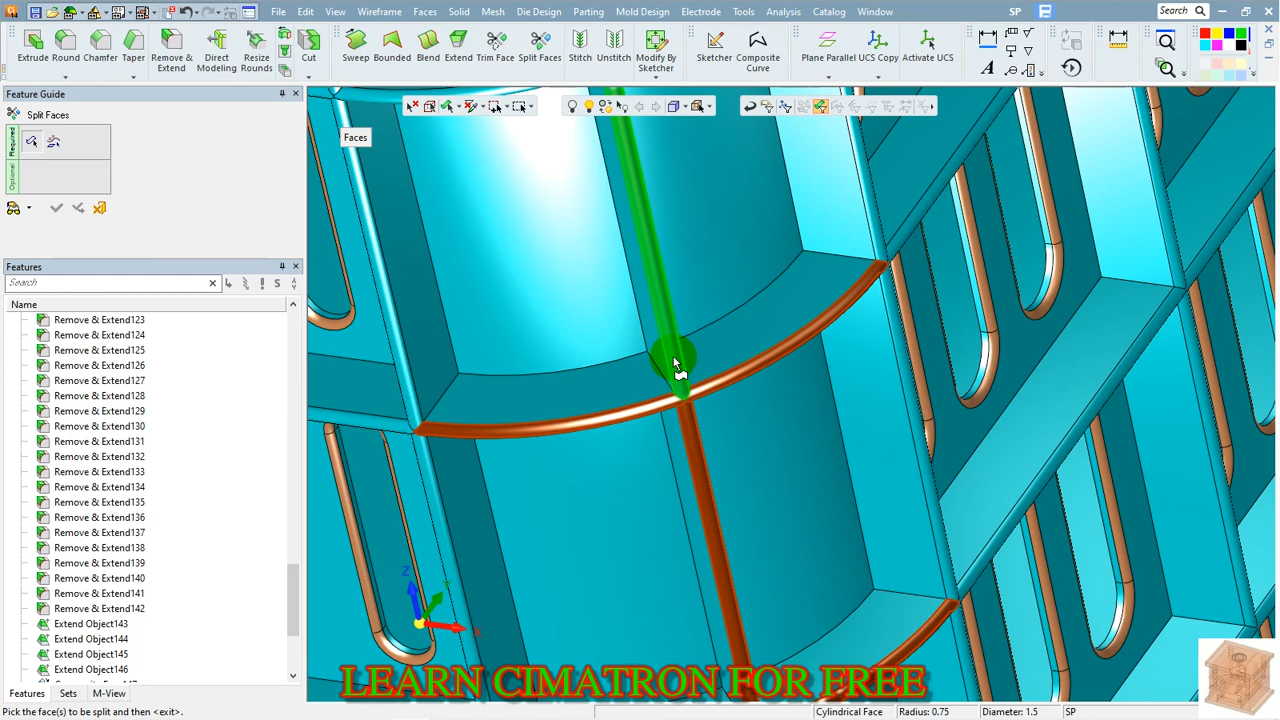 File Edit View Wireframe Faces Solid Mesh Die Design Parting Mold Design Electrode Tools Analysis Catalog Window SP Search
Extrude Round Chamfer Taper Remove & Extend Direct Modeling Resize Rounds Cut Sweep Bounded Blend Extend Trim Face Split Faces Stitch Unstitch Modify By Sketcher Sketcher Composite Curve Plane Parallel UCS Copy Activate UCS
Feature Guide
Split Faces
Required
Optional
Faces
Features
Search
Name
Remove & Extend123
Remove & Extend124
Remove & Extend125
Remove & Extend126
Remove & Extend127
Remove & Extend128
Remove & Extend129
Remove & Extend130
Remove & Extend131
Remove & Extend132
Remove & Extend133
Remove & Extend134
Remove & Extend135
Remove & Extend136
Remove & Extend137
Remove & Extend138
Remove & Extend139
Remove & Extend140
Remove & Extend141
Remove & Extend142
Extend Object143
Extend Object144
Extend Object145
Extend Object146
Z
X
LEARN CIMATRON FOR FREE
Features Sets M-View
Pick the face(s) to be split and then <exit>. Cylindrical Face Radius: 0.75 Diameter: 1.5 SP